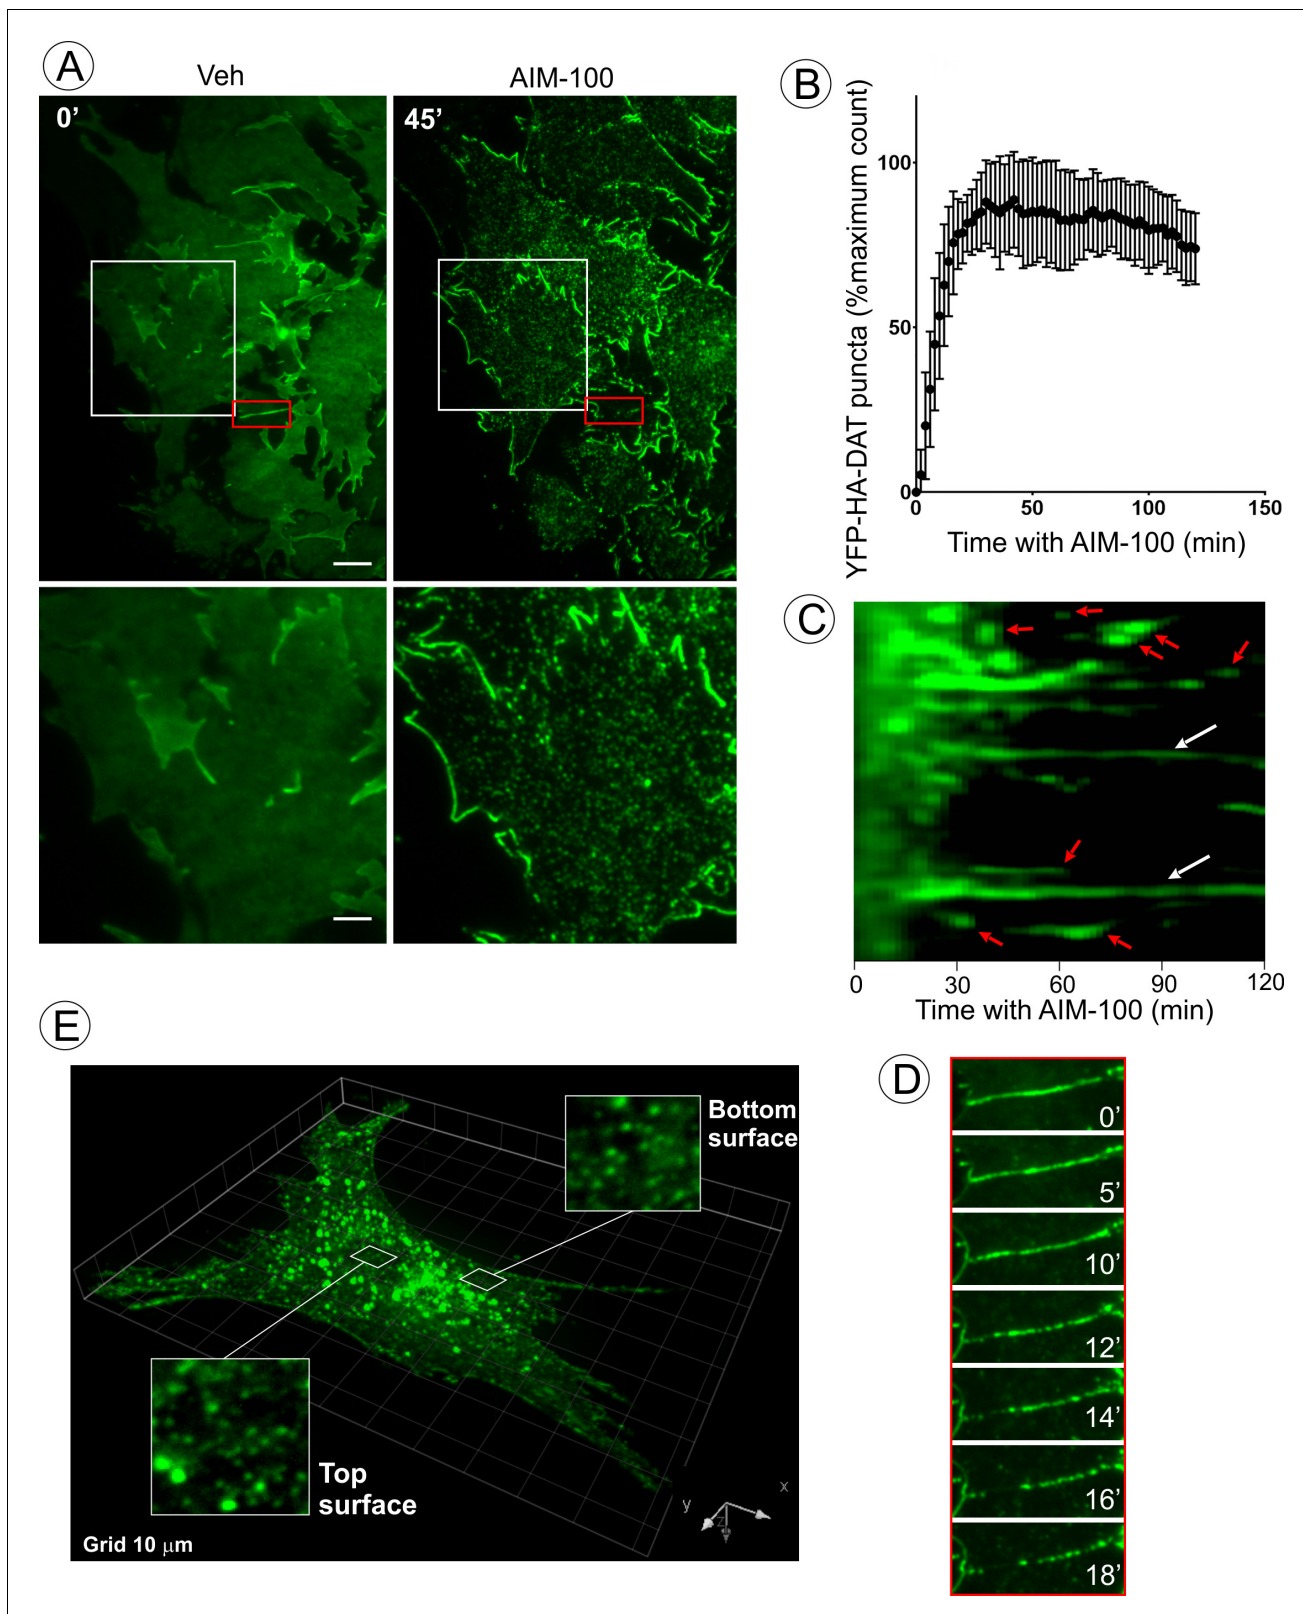 A
Veh
AIM-100
0’
45’
B
YFP-HA-DAT puncta (%maximum count)
100
50
0
0
50
100
150
Time with AIM-100 (min)
C
0
30
60
90
120
Time with AIM-100 (min)
E
Bottom
surface
Top
surface
Grid 10 μm
x
y
Z
D
0’
5’
10’
12’
14’
16’
18’